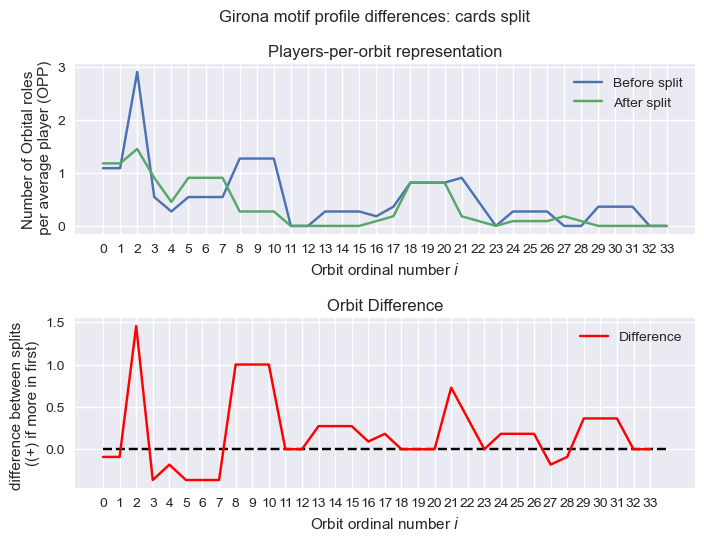 Girona motif profile differences: cards split
Players-per-orbit representation
Number of Orbital roles
per average player (OPP)
3
2
1
0
Before split
After split
0 1 2 3 4 5 6 7 8 9 10 11 12 13 14 15 16 17 18 19 20 21 22 23 24 25 26 27 28 29 30 31 32 33
Orbit ordinal number i
Orbit Difference
difference between splits
((+) if more in first)
1.5
1.0
0.5
0.0
Difference
0 1 2 3 4 5 6 7 8 9 10 11 12 13 14 15 16 17 18 19 20 21 22 23 24 25 26 27 28 29 30 31 32 33
Orbit ordinal number i